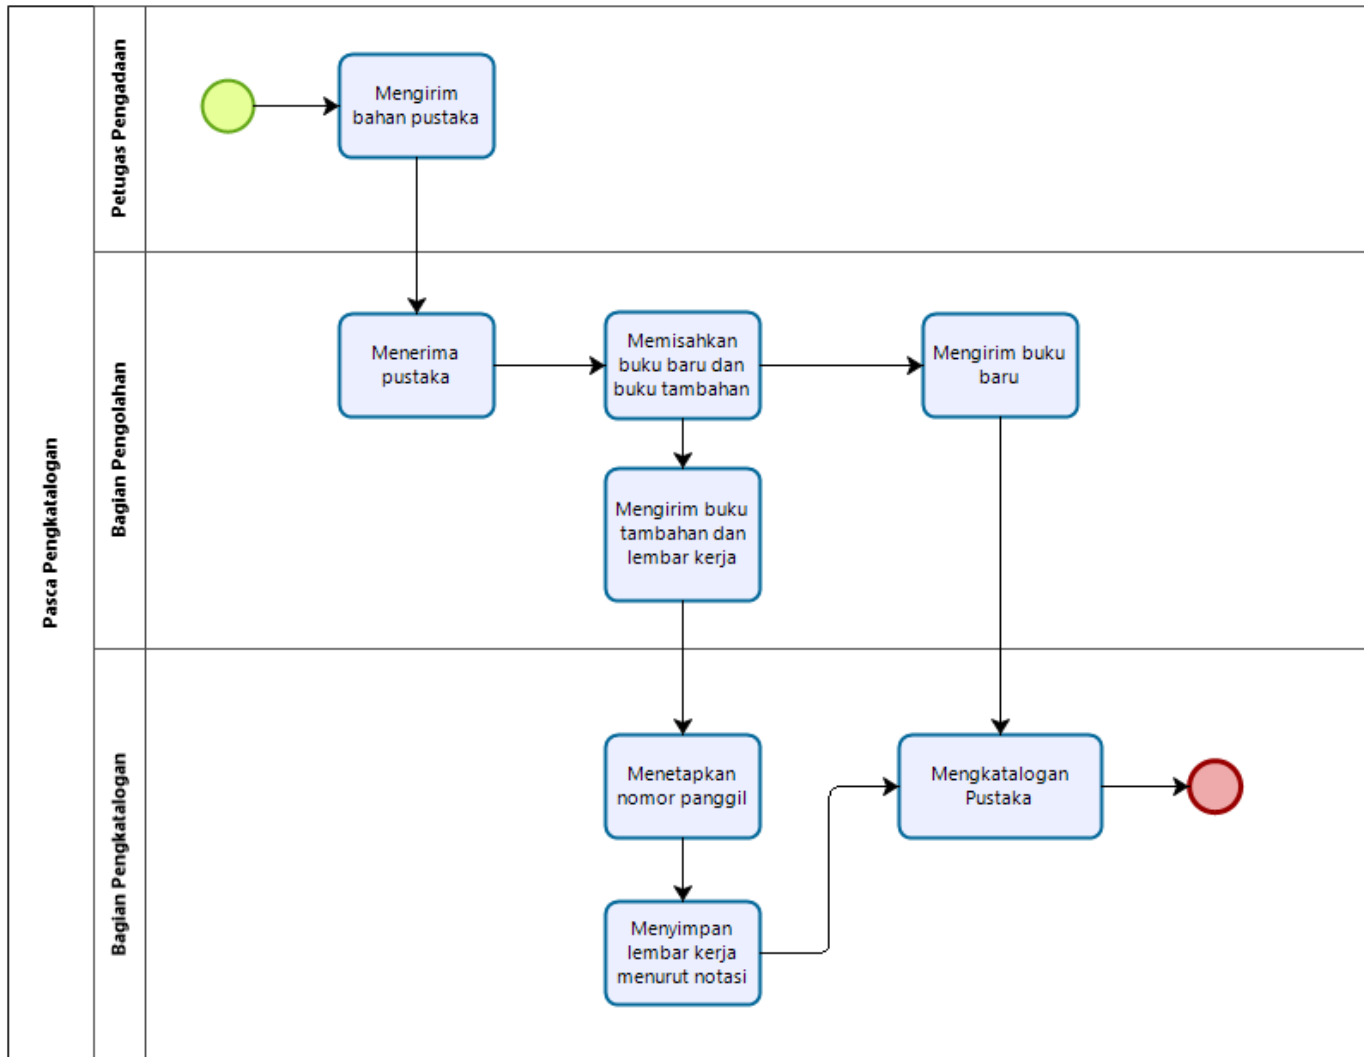 Pasca Pengkatalogan
Petugas Pengadaan
Mengirim
bahan pustaka
Bagian Pengolahan
Menerima
pustaka
Memisahkan
buku baru dan
buku tambahan
Mengirim buku
baru
Mengirim buku
tambahan dan
lembar kerja
Bagian Pengkatalogan
Menetapkan
nomor panggil
Mengkatalogan
Pustaka
Menyimpan
lembar kerja
menurut notasi